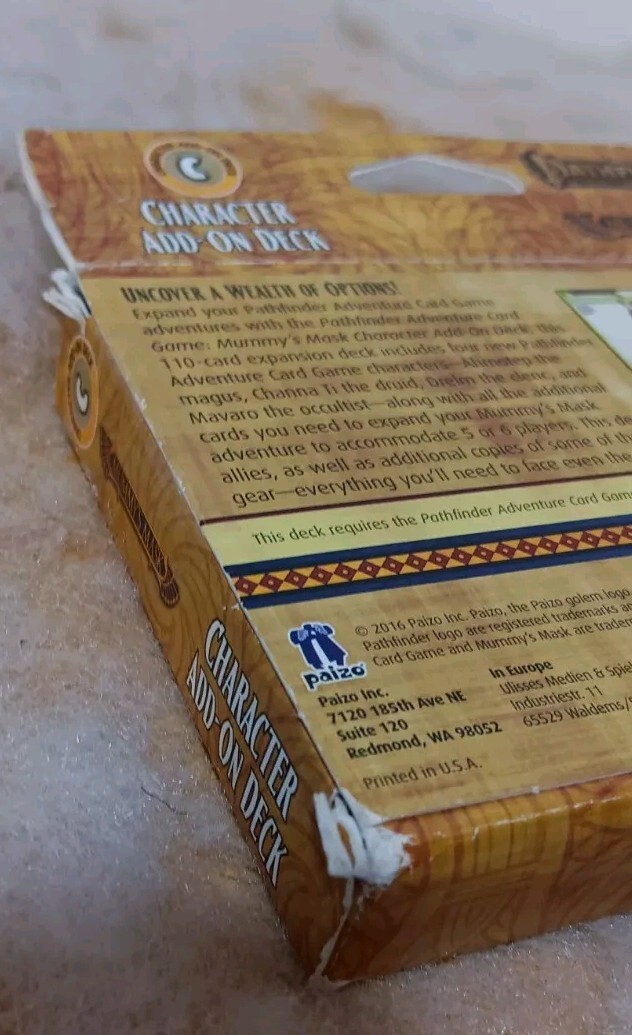 C
CHARACTER
ADD-ON DECK
UNCOVER A WEALTH OF OPTIONS!
Expand your Pathfinder Adventure Card Game
adventures with the Pathfinder Adventure Card
Game: Mummy's Mask Character Add-On Deck! This
110-card expansion deck includes four new Pathfinder
Adventure Card Game characters—Ahmotep the
magus, Channa Ti the druid, Drelm the cleric, and
Mavaro the occultist—along with all the additional
cards you need to expand your Mummy's Mask
adventure to accommodate 5 or 6 players. This
allies, as well as additional copies of some of
gear—everything you'll need to face even the
This deck requires the Pathfinder Adventure Card
© 2016 Paizo Inc. Paizo, the Paizo golem logo,
Pathfinder logo are registered trademarks
Card Game and Mummy's Mask are
paizo
Paizo Inc.
7120 185th Ave NE
Suite 120
Redmond, WA 98052
In Europe
Ulisses Medien &
Industriestr. 11
65529 Waldems/
Printed in U.S.A.
C
CHARACTER
ADD-ON DECK